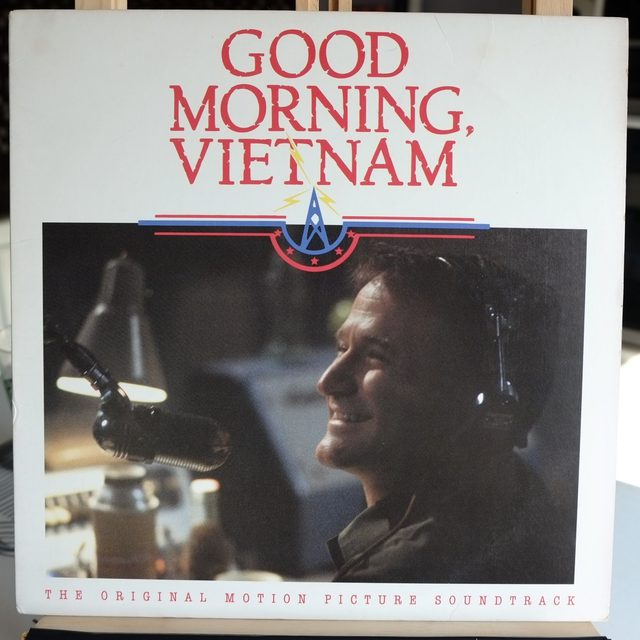 GOOD
MORNING,
VIETNAM
THE ORIGINAL MOTION PICTURE SOUNDTRACK